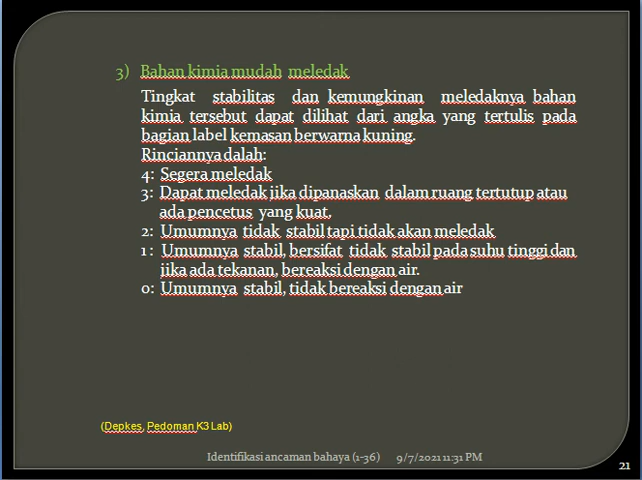 3) Bahan kimia mudah meledak
Tingkat stabilitas dan kemungkinan meledaknya bahan
kimia tersebut dapat dilihat dari angka yang tertulis pada
bagian label kemasan berwarna kuning.
Rinciannya dalah:
4: Segera meledak
3: Dapat meledak jika dipanaskan dalam ruang tertutup atau
ada pencetus yang kuat.
2: Umumnya tidak stabil tapi tidak akan meledak
1: Umumnya stabil, bersifat tidak stabil pada suhu tinggi dan
jika ada tekanan, bereaksi dengan air.
0: Umumnya stabil, tidak bereaksi dengan air
(Depkes, Pedoman K3 Lab)
Identifikasi ancaman bahaya (1-36) 9/7/2021 11:31 PM
21